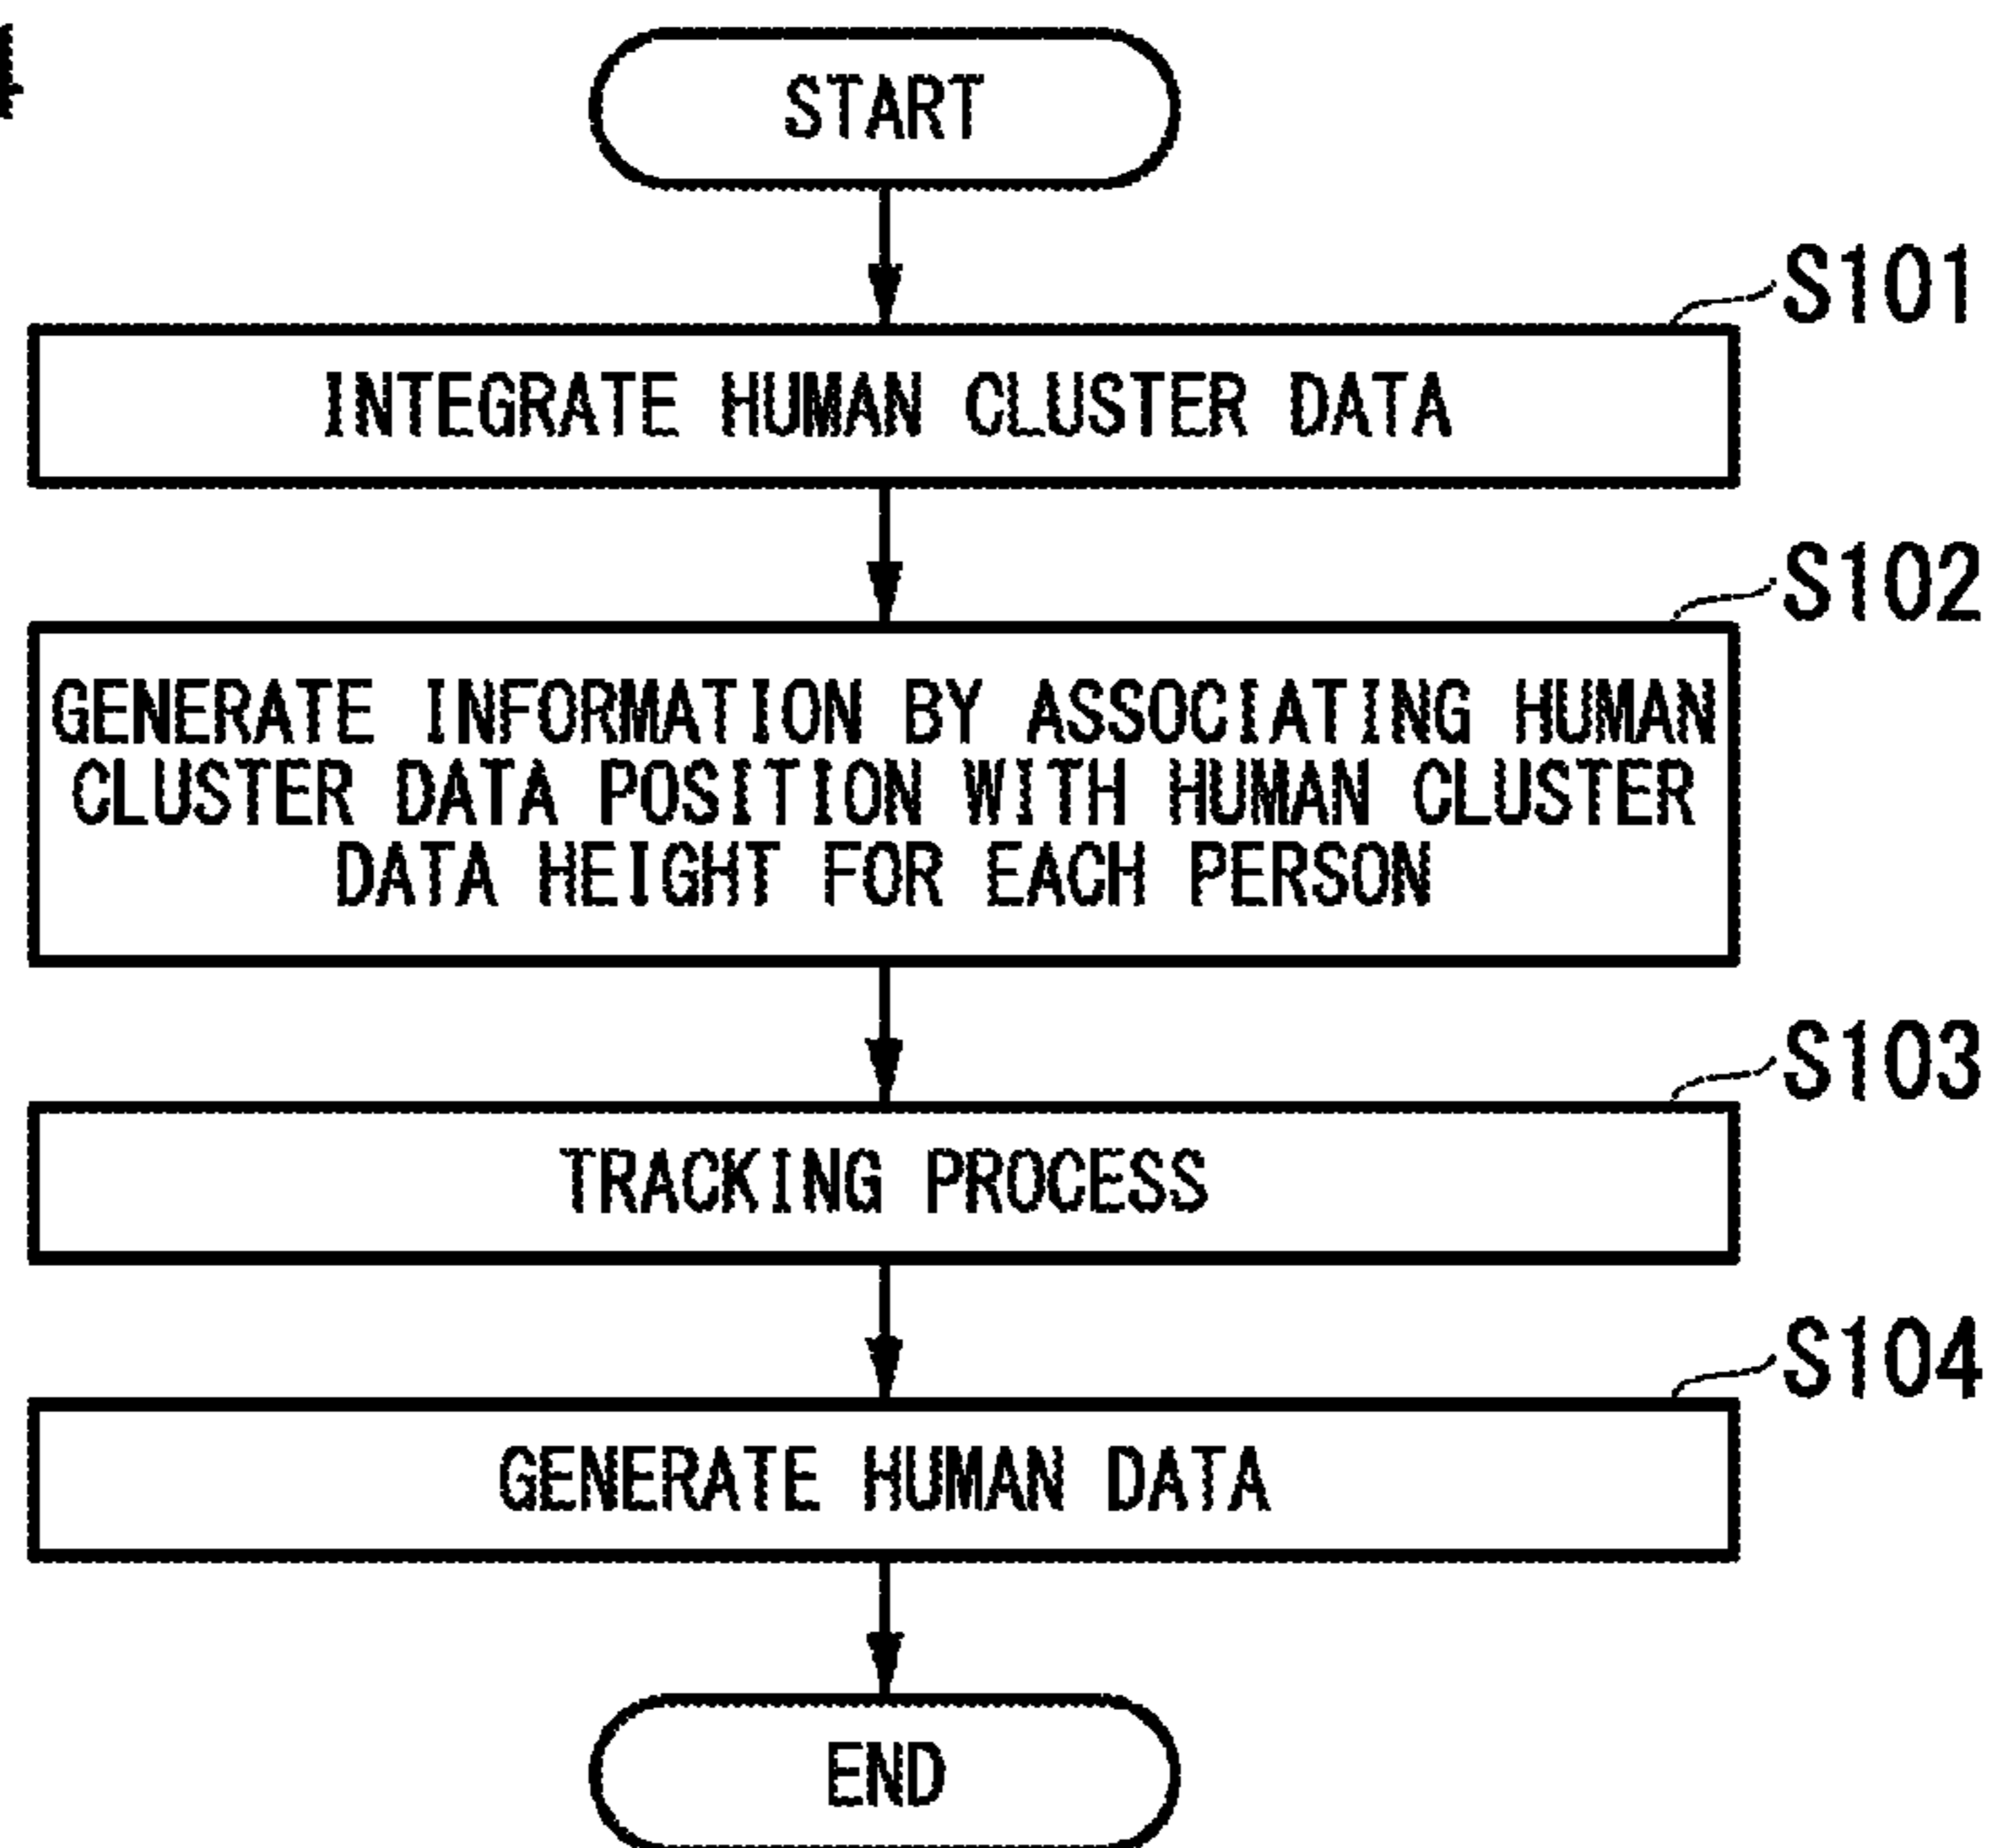 START
S101
INTEGRATE HUMAN CLUSTER DATA
S102
GENERATE INFORMATION BY ASSOCIATING HUMAN
CLUSTER DATA POSITION WITH HUMAN CLUSTER
DATA HEIGHT FOR EACH PERSON
S103
TRACKING PROCESS
S104
GENERATE HUMAN DATA
END